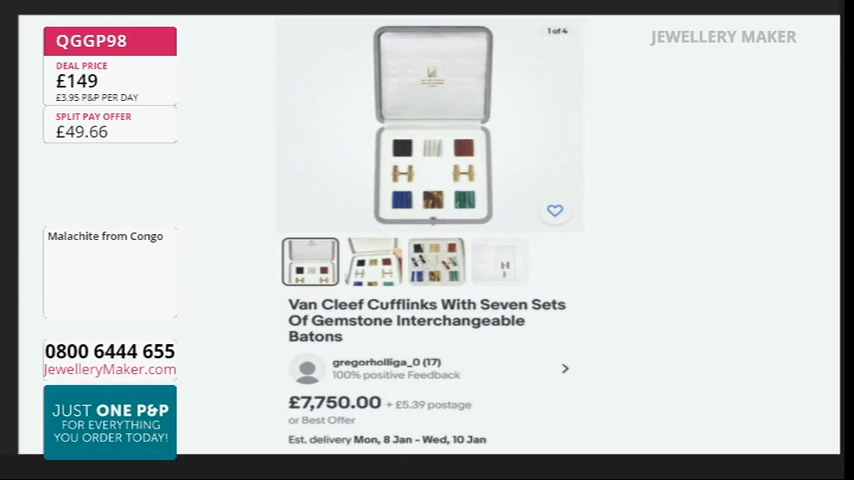 QGGP98
DEAL PRICE
£149
£3.95 P&P PER DAY
SPLIT PAY OFFER
£49.66
Malachite from Congo
0800 6444 655
JewelleryMaker.com
JUST ONE P&P
FOR EVERYTHING
YOU ORDER TODAY!
JEWELLERY MAKER
1 of 4
Van Cleef Cufflinks With Seven Sets
Of Gemstone Interchangeable
Batons
gregorholliga_0 (17)
100% positive Feedback
£7,750.00 + £5.39 postage
or Best Offer
Est. delivery Mon, 8 Jan - Wed, 10 Jan